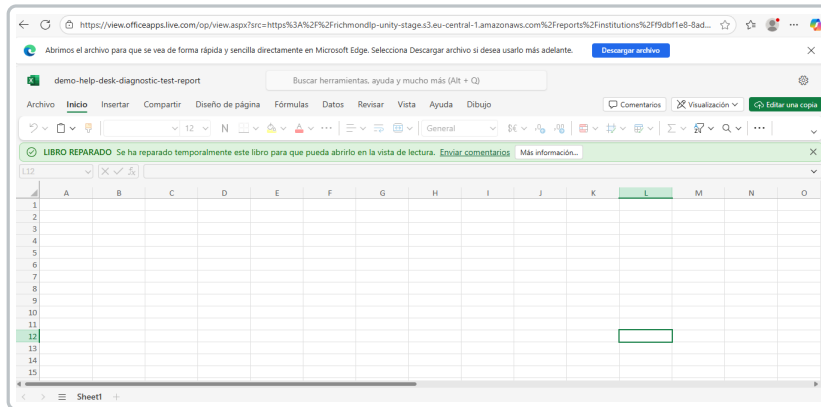 https://view.officeapps.live.com/op/view.aspx?src=https%3A%2F%2Frichmondlp-unity-stage.s3.eu-central-1.amazonaws.com%2Freports%2Finstitutions%2Ff9dbf1e8-8ad...
Abrimos el archivo para que se vea de forma rápida y sencilla directamente en Microsoft Edge. Selecciona Descargar archivo si desea usarlo más adelante. Descargar archivo
demo-help-desk-diagnostic-test-report Buscar herramientas, ayuda y mucho más (Alt + Q)
Archivo Inicio Insertar Compartir Diseño de página Fórmulas Datos Revisar Vista Ayuda Dibujo Comentarios Visualización Editar una copia
12 N A General $€
LIBRO REPARADO Se ha reparado temporalmente este libro para que pueda abrirlo en la vista de lectura. Enviar comentarios Más información...
L12 fx
A B C D E F G H I J K L M N O
1
2
3
4
5
6
7
8
9
10
11
12
13
14
15
Sheet1